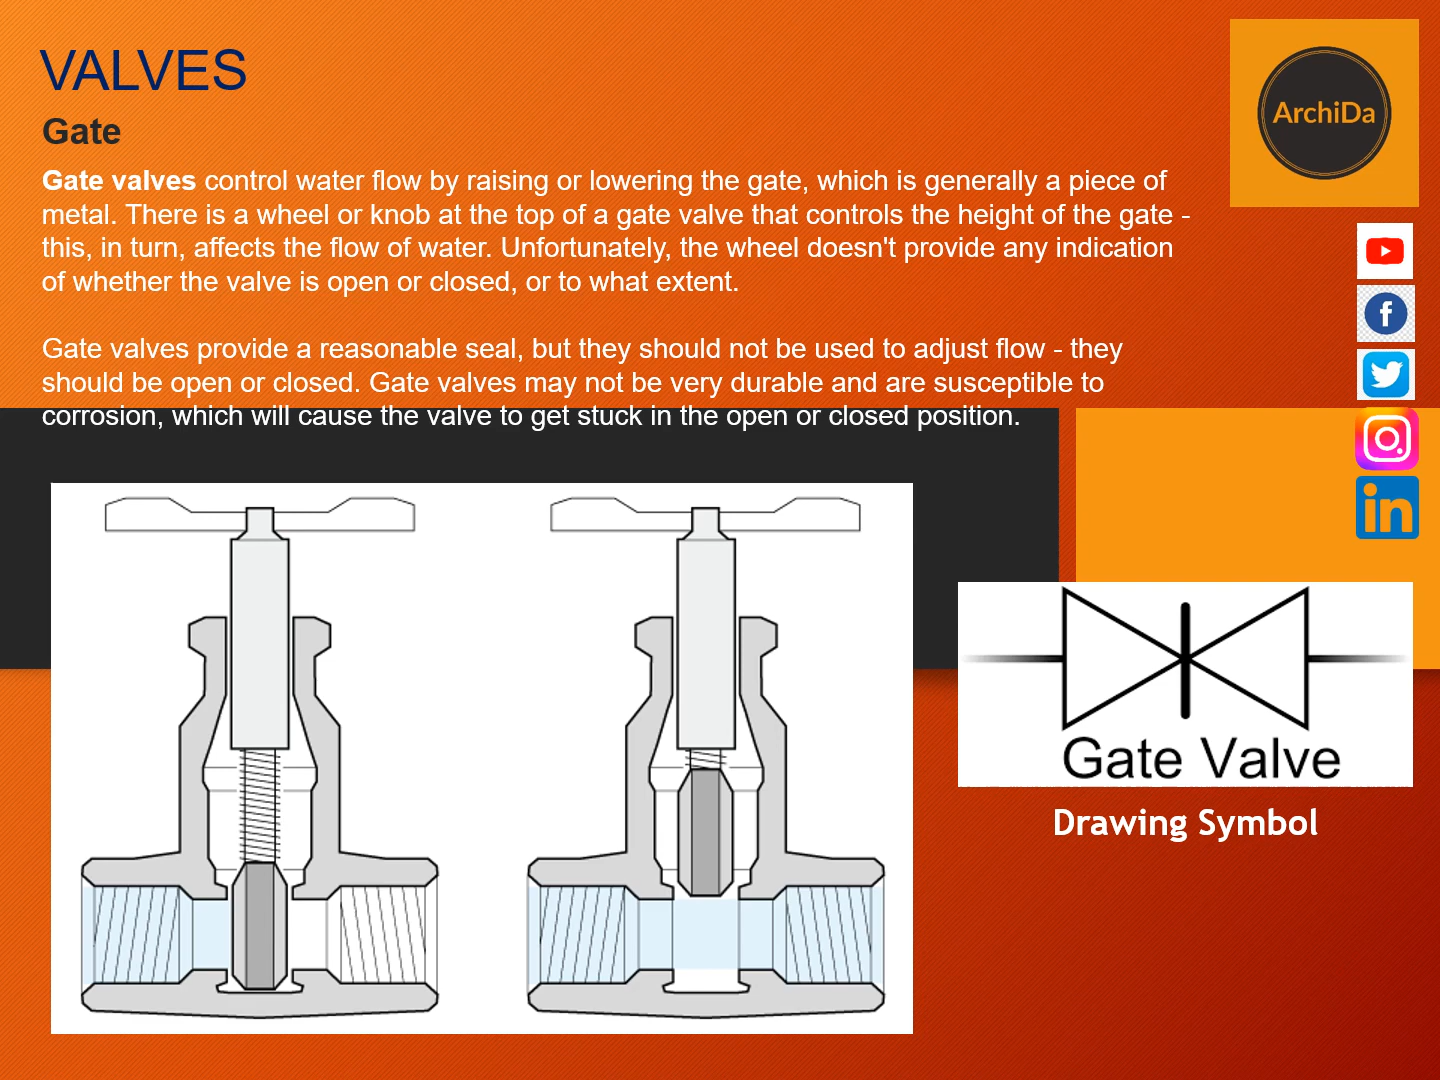 VALVES
ArchiDa
Gate
Gate valves control water flow by raising or lowering the gate, which is generally a piece of
metal. There is a wheel or knob at the top of a gate valve that controls the height of the gate -
this, in turn, affects the flow of water. Unfortunately, the wheel doesn't provide any indication
of whether the valve is open or closed, or to what extent.
Gate valves provide a reasonable seal, but they should not be used to adjust flow - they
should be open or closed. Gate valves may not be very durable and are susceptible to
corrosion, which will cause the valve to get stuck in the open or closed position.
f
in
Gate Valve
Drawing Symbol